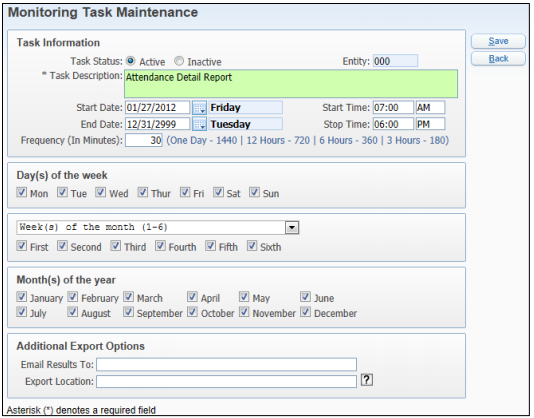 Monitoring Task Maintenance
Task Information
Save
Back
Task Status: Active Inactive Entity: 000
* Task Description: Attendance Detail Report
Start Date: 01/27/2012 Friday Start Time: 07:00 AM
End Date: 12/31/2999 Tuesday Stop Time: 06:00 PM
Frequency (In Minutes): 30 (One Day - 1440 | 12 Hours - 720 | 6 Hours - 360 | 3 Hours - 180)
Day(s) of the week
Mon Tue Wed Thur Fri Sat Sun
Week(s) of the month (1-6)
First Second Third Fourth Fifth Sixth
Month(s) of the year
January February March April May June
July August September October November December
Additional Export Options
Email Results To:
Export Location: ?
Asterisk (*) denotes a required field